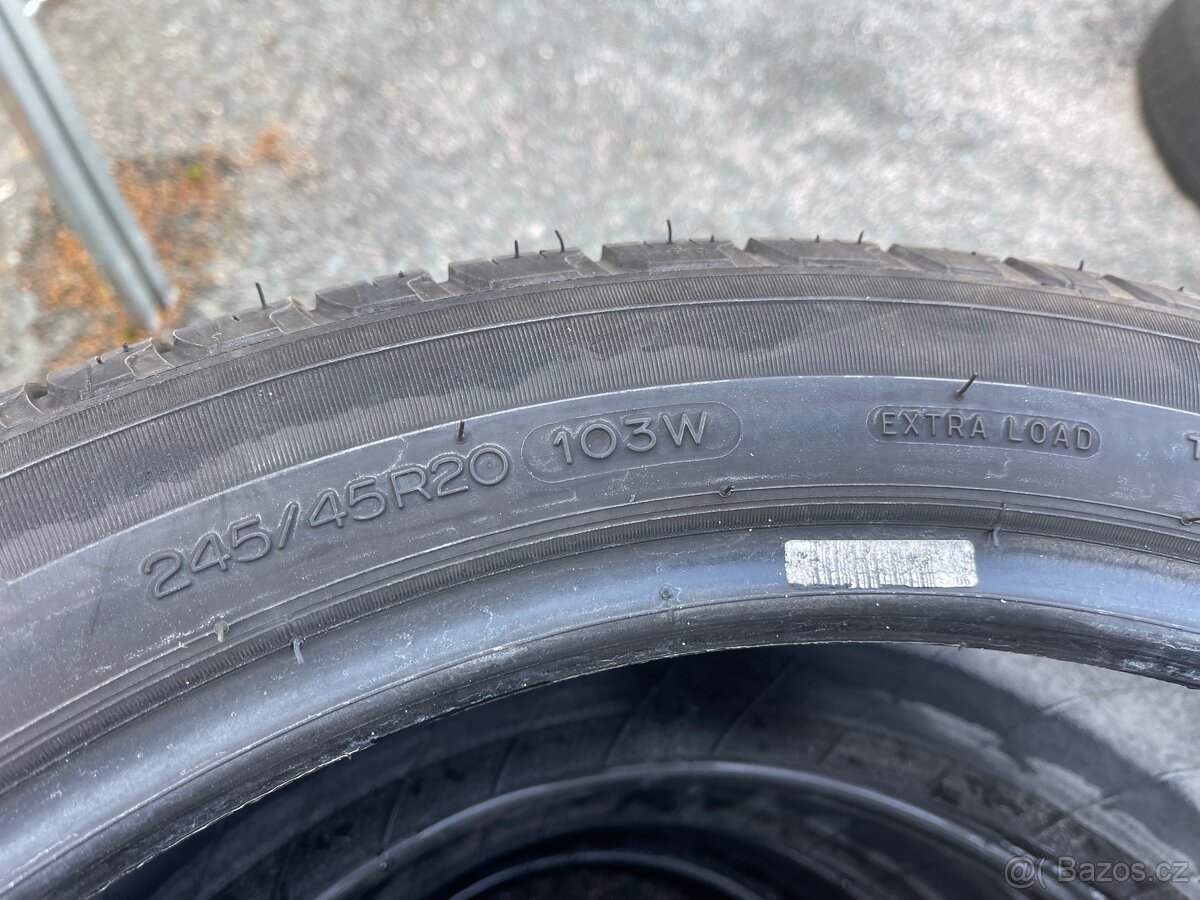 245/45R20 103W EXTRA LOAD T
@( Bazos.cz